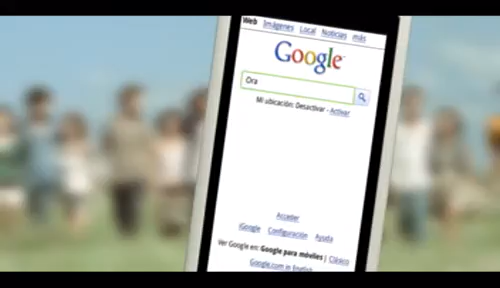 Web Imágenes Local Noticias más
Google
Ora
Mi ubicación: Desactivar - Activar
Acceder
iGoogle Configuración Ayuda
Ver Google en: Google para móviles | Clásico
Google.com in English